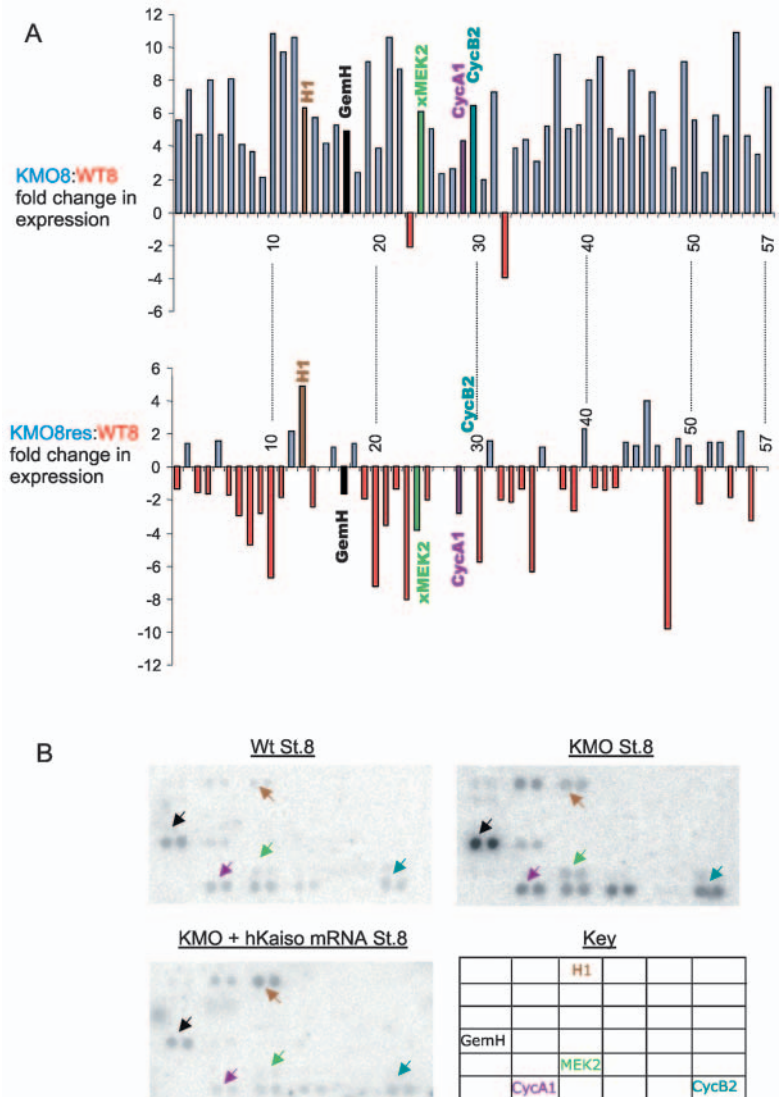 A
12
10
8
6
4
2
0
-2
-4
-6
KMO8:WT8
fold change in
expression
H1
GemH
xMEK2
CycA1
CycB2
10
20
30
40
50
57
6
4
2
0
-2
-4
-6
-8
-10
-12
KMO8res:WT8
fold change in
expression
H1
GemH
xMEK2
CycA1
CycB2
10
20
30
40
50
57
B
Wt St.8
KMO St.8
KMO + hKaiso mRNA St.8
Key
H1
GemH
MEK2
CycA1 CycB2